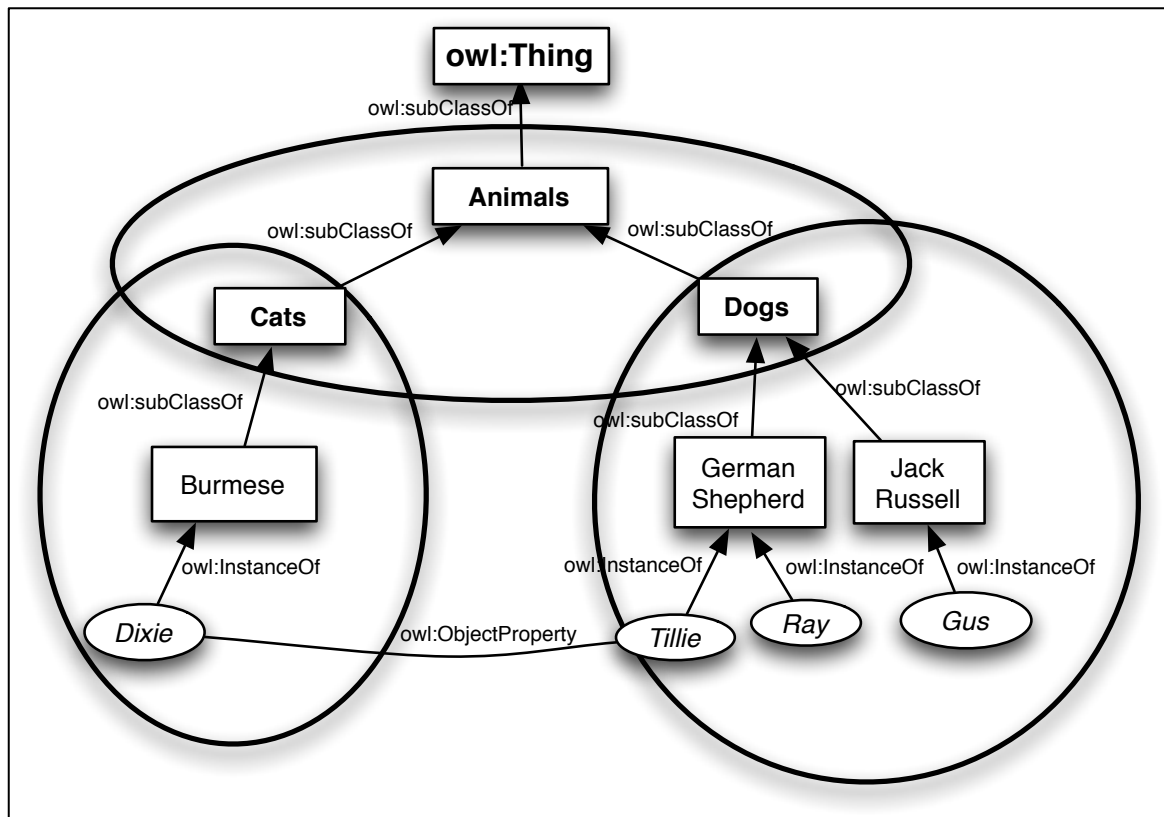 owl:Thing
owl:subClassOf
Animals
owl:subClassOf
owl:subClassOf
Cats
Dogs
owl:subClassOf
owl:subClassOf
owl:subClassOf
Burmese
German
Shepherd
Jack
Russell
owl:InstanceOf
owl:InstanceOf
owl:InstanceOf
owl:InstanceOf
Dixie
owl:ObjectProperty
Tillie
Ray
Gus